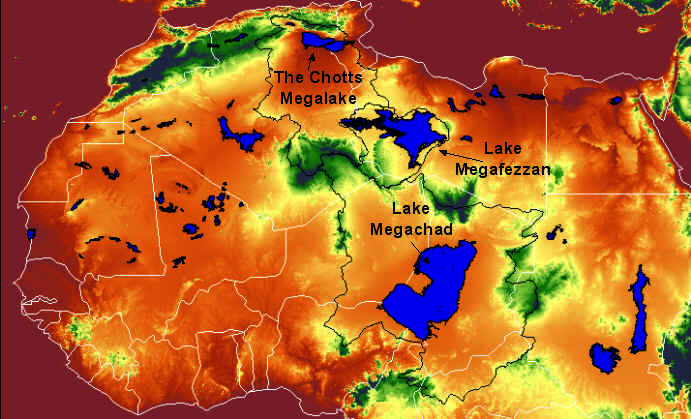 The Chotts
Megalake
Lake
Megafezzan
Lake
Megachad